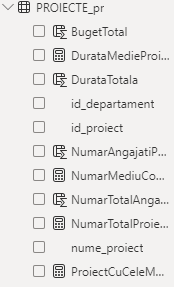 PROIECTE_pr
BugetTotal
DurataMedieProi...
DurataTotala
id_departament
id_proiect
NumarAngajatiP...
NumarMediuCo...
NumarTotalAnga...
NumarTotalProie...
nume_proiect
ProiectCuCeleM...